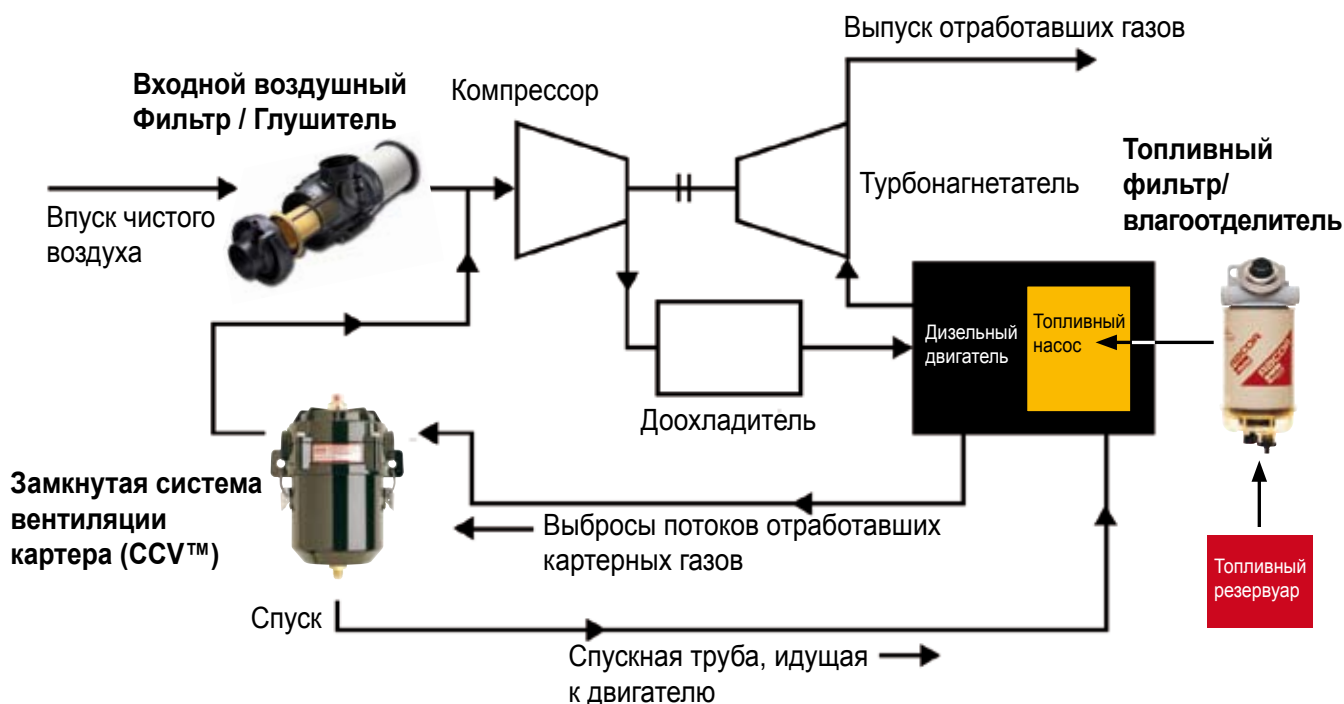 Выпуск отработавших газов
Входной воздушный
Фильтр / Глушитель
Компрессор
Топливный
фильтр/
влагоотделитель
Впуск чистого
воздуха
Турбонагнетатель
Дизельный
двигатель
Топливный
насос
RACOR
Доохладитель
Замкнутая система
вентиляции
картера (CCV™)
Выбросы потоков отработавших
картерных газов
Топливный
резервуар
Спуск
Спускная труба, идущая
к двигателю